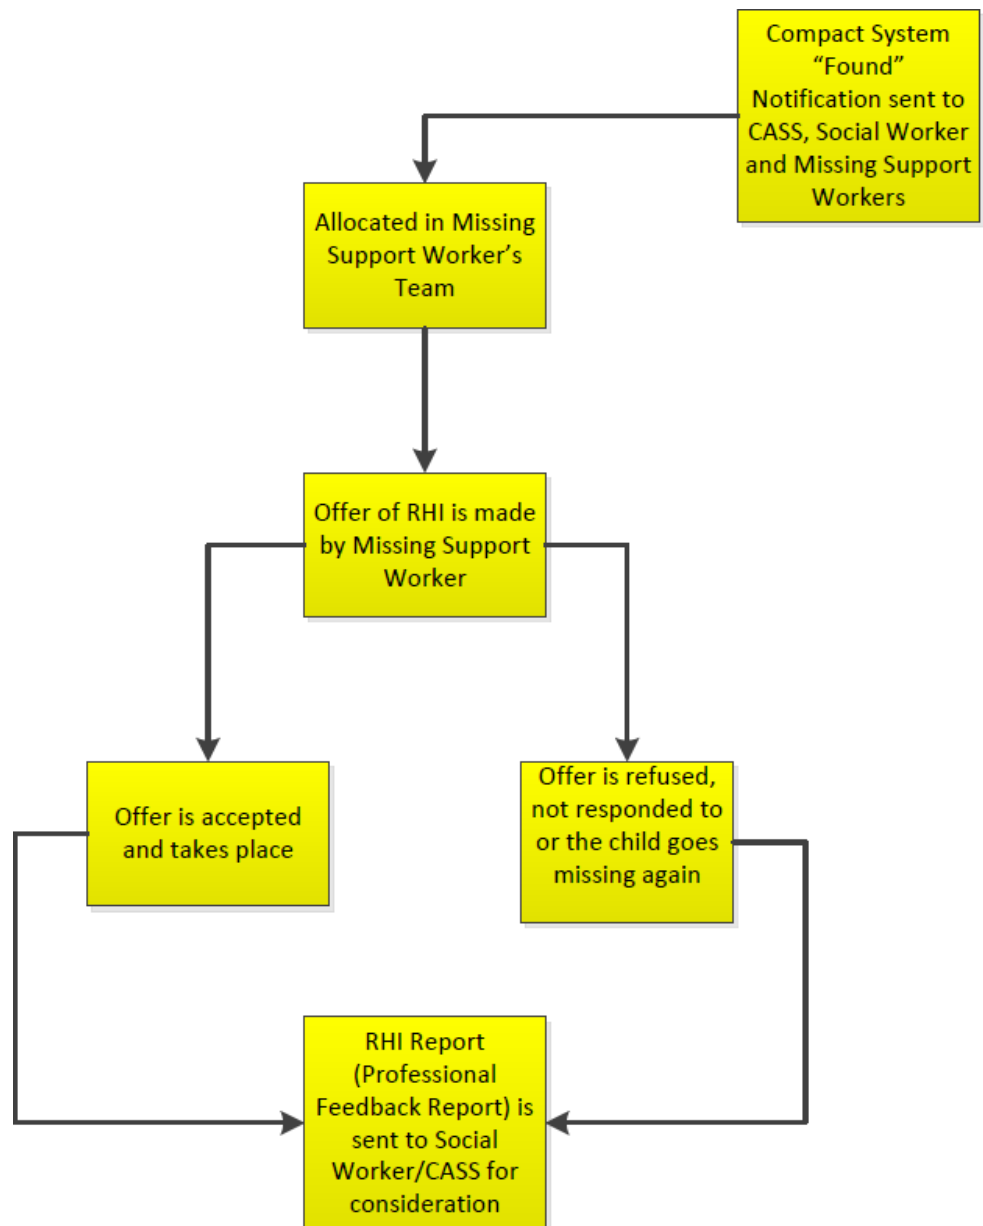 Compact System
“Found”
Notification sent to
CASS, Social Worker
and Missing Support
Workers
Allocated in Missing
Support Worker’s
Team
Offer of RHI is made
by Missing Support
Worker
Offer is accepted
and takes place
Offer is refused,
not responded to
or the child goes
missing again
RHI Report
(Professional
Feedback Report) is
sent to Social
Worker/CASS for
consideration